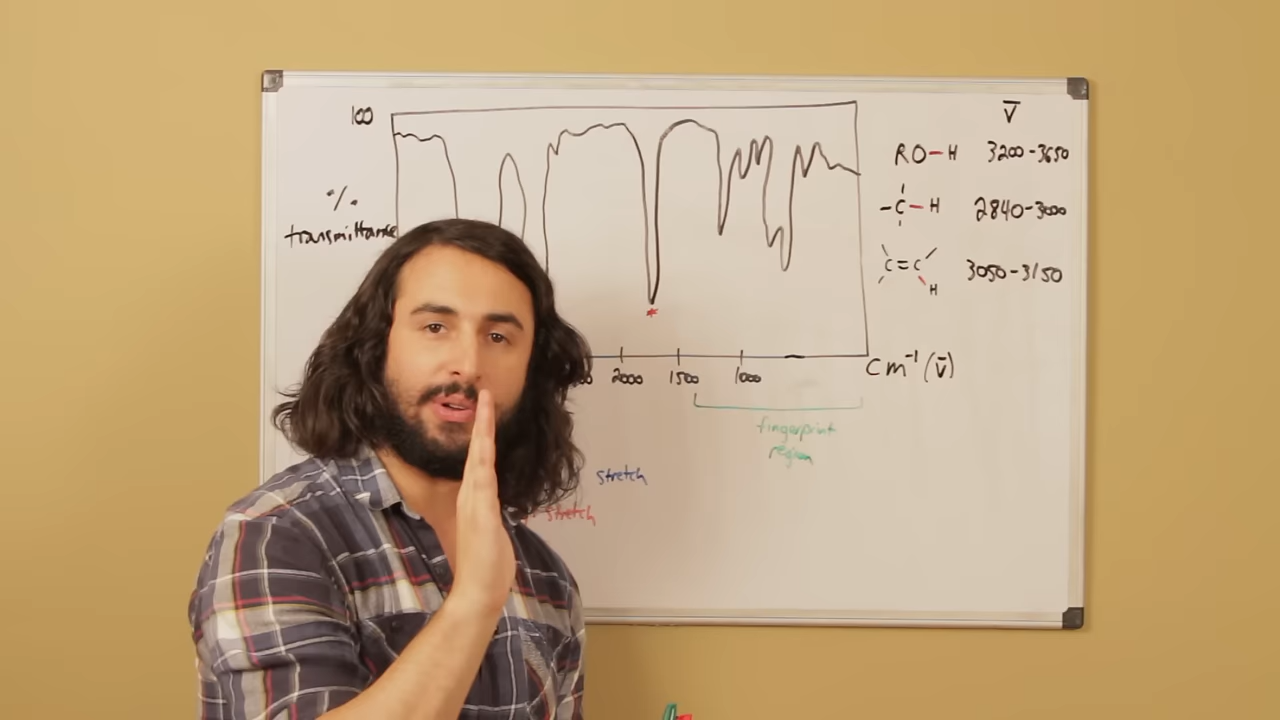 100
%
transmittance
2000 1500 1000
cm⁻¹ (ν̄)
fingerprint
region
stretch
stretch
ν̄
RO-H 3200-3650
-C-H 2840-3000
C=C
H
3050-3150